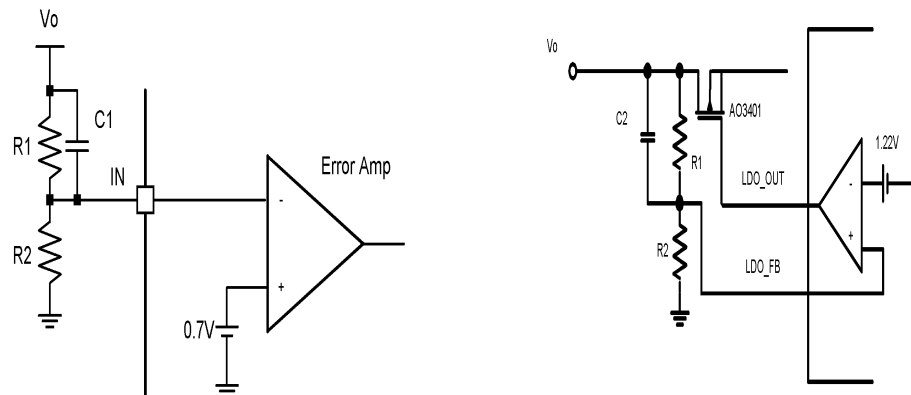 Vo
C1
R1
IN
Error Amp
-
R2
+
0.7V
Vo
C2
AO3401
R1
1.22V
LDO_OUT
-
R2
+
LDO_FB